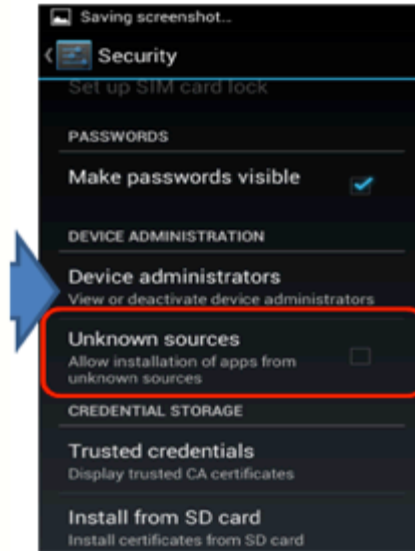 Saving screenshot...
Security
Set up SIM card lock
PASSWORDS
Make passwords visible
DEVICE ADMINISTRATION
Device administrators
View or deactivate device administrators
Unknown sources
Allow installation of apps from
unknown sources
CREDENTIAL STORAGE
Trusted credentials
Display trusted CA certificates
Install from SD card
Install certificates from SD card